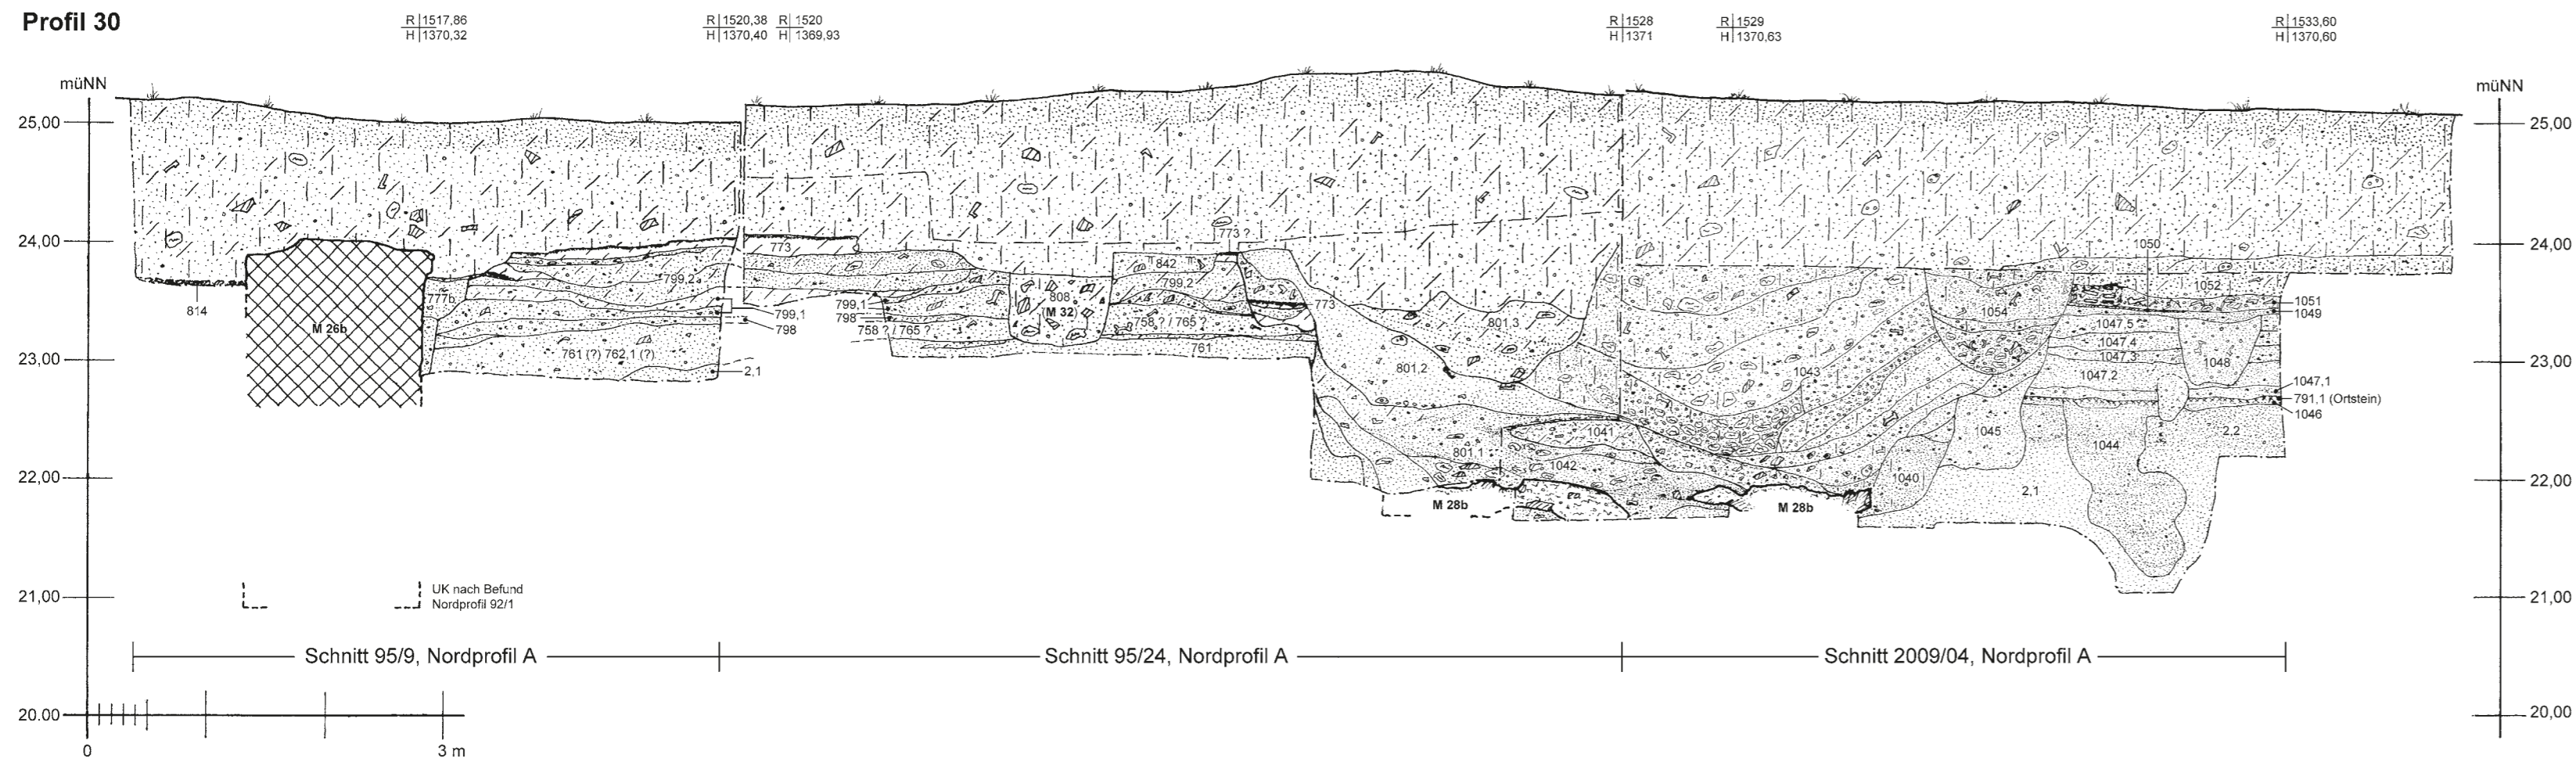 Profil 30
R 1517,86
H 1370,32
R 1520,38
H 1370,40
R 1520
H 1369,93
R 1528
H 1371
R 1529
H 1370,63
R 1533,60
H 1370,60
müNN
müNN
25,00
25,00
24,00
24,00
23,00
23,00
22,00
22,00
21,00
21,00
20.00
20,00
814
M 26b
777b
799,2
799,1
798
761 (?) 762,1 (?)
2,1
773
799,1
798
758 ? / 765 ?
808
(M 32)
842
799,2
758 ? / 765 ?
761
773 ?
773
801,3
801,2
801,1
1041
1042
M 28b
1043
M 28b
1040
1045
2,1
1054
1050
1052
1051
1049
1047,5
1047,4
1047,3
1047,2
1048
1047,1
791,1 (Ortstein)
1046
2,2
1044
UK nach Befund
Nordprofil 92/1
Schnitt 95/9, Nordprofil A
Schnitt 95/24, Nordprofil A
Schnitt 2009/04, Nordprofil A
0
3 m